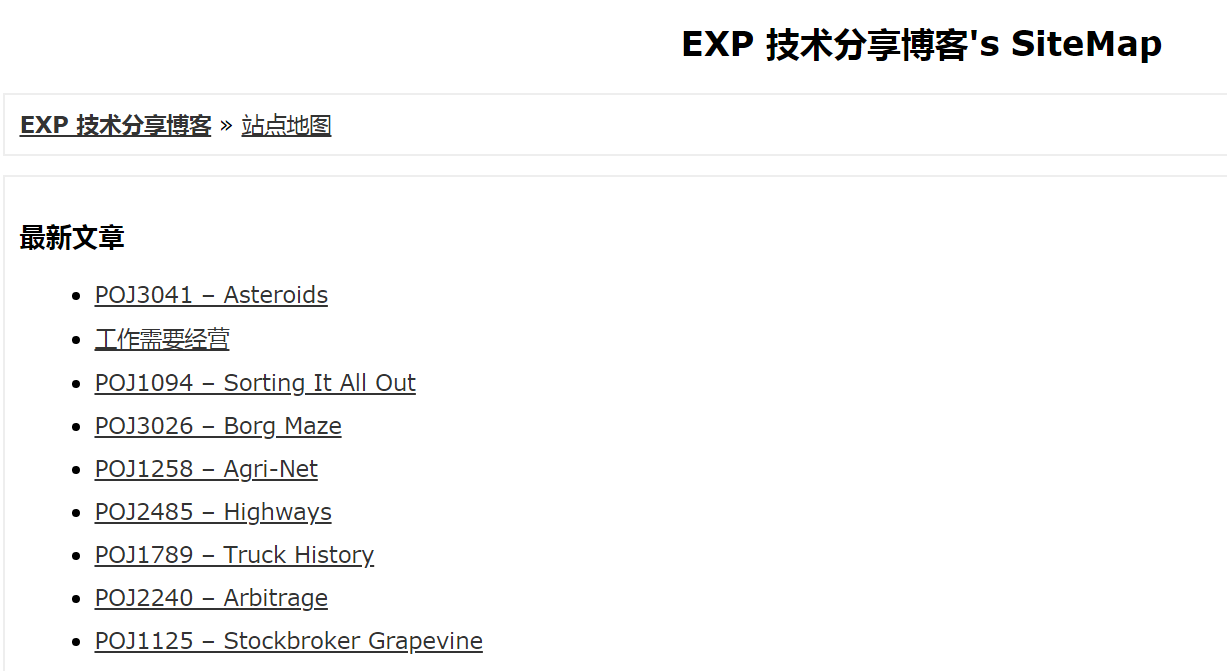 EXP 技术分享博客's SiteMap
EXP 技术分享博客 » 站点地图
最新文章
POJ3041 – Asteroids
工作需要经营
POJ1094 – Sorting It All Out
POJ3026 – Borg Maze
POJ1258 – Agri-Net
POJ2485 – Highways
POJ1789 – Truck History
POJ2240 – Arbitrage
POJ1125 – Stockbroker Grapevine